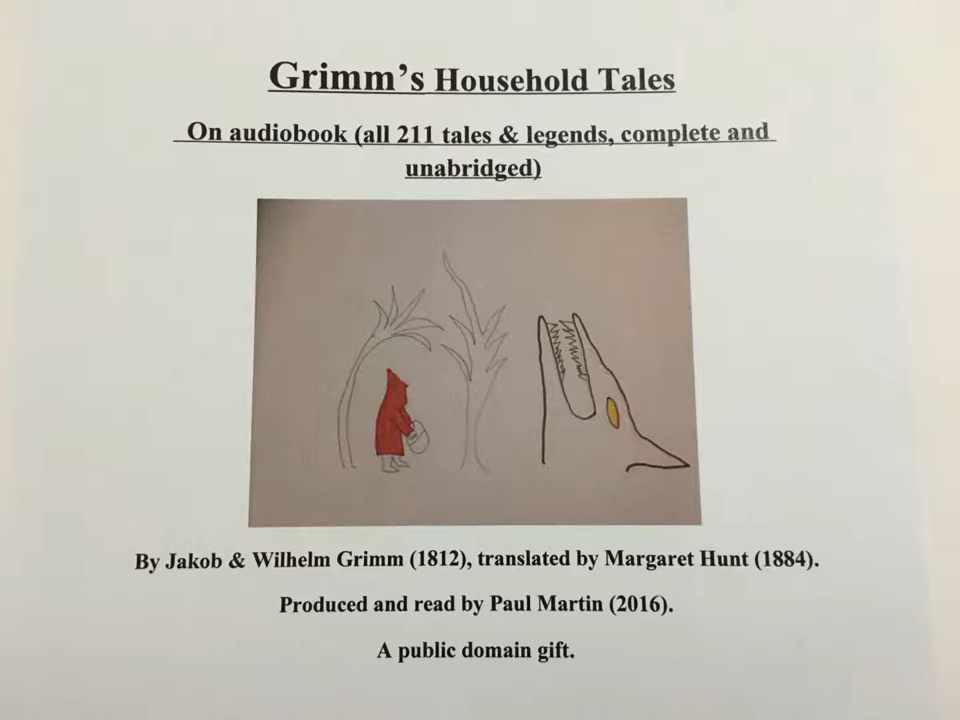 Grimm's Household Tales
On audiobook (all 211 tales & legends, complete and
unabridged)
By Jakob & Wilhelm Grimm (1812), translated by Margaret Hunt (1884).
Produced and read by Paul Martin (2016).
A public domain gift.